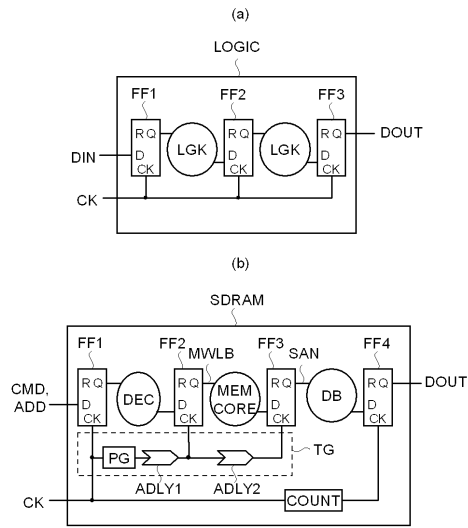 (a)
LOGIC
FF1 FF2 FF3
R Q R Q R Q
DOUT
LGK LGK
DIN
D D D
CK CK CK
CK
(b)
SDRAM
FF1 FF2 MWLB FF3 SAN FF4
R Q R Q R Q R Q
DOUT
CMD,
ADD
DEC MEM
CORE
DB
D D D D
CK CK CK CK
PG
TG
ADLY1 ADLY2
CK
COUNT